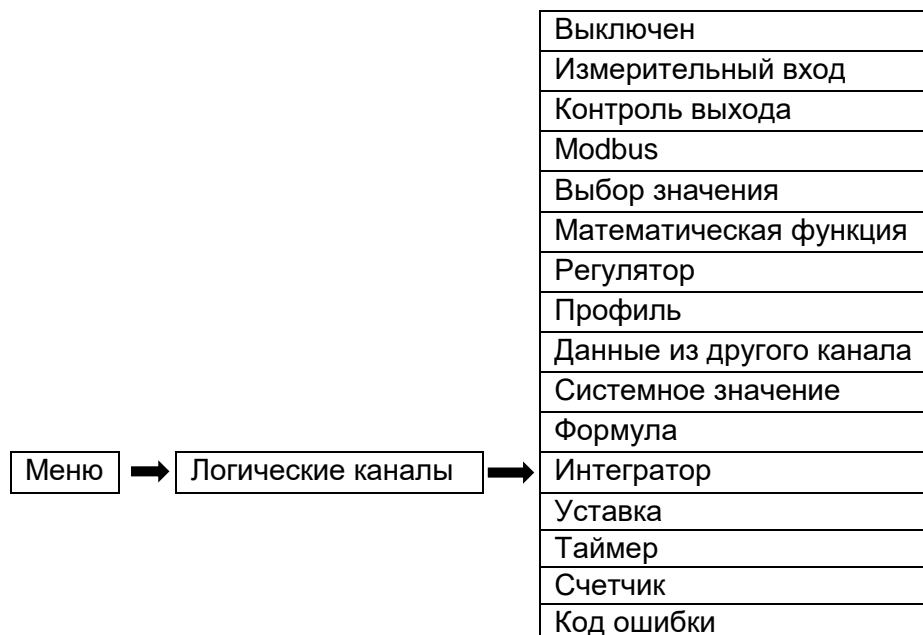 Выключен
Измерительный вход
Контроль выхода
Modbus
Выбор значения
Математическая функция
Регулятор
Профиль
Данные из другого канала
Системное значение
Формула
Меню
Логические каналы
Интегратор
Уставка
Таймер
Счетчик
Код ошибки